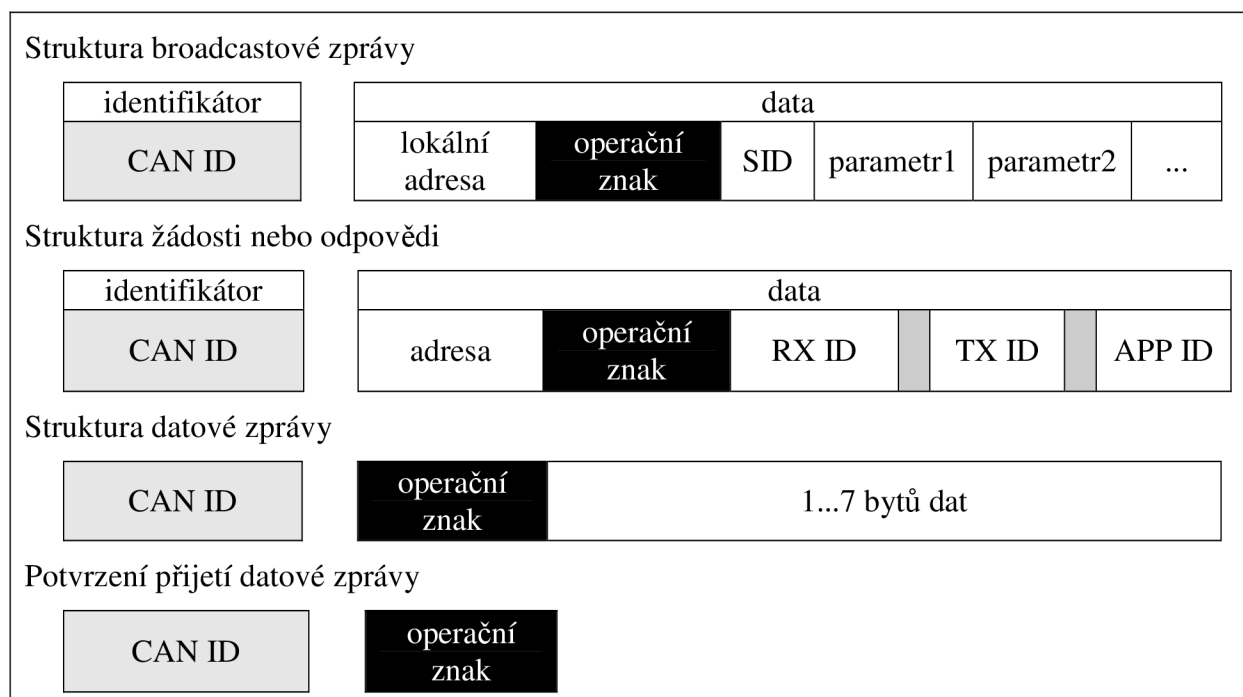 Struktura broadcastové zprávy
identifikátor data
CAN ID lokální adresa operační znak SID parametr1 parametr2 ...
Struktura žádosti nebo odpovědi
identifikátor data
CAN ID adresa operační znak RX ID TX ID APP ID
Struktura datové zprávy
CAN ID operační znak 1...7 bytů dat
Potvrzení přijetí datové zprávy
CAN ID operační znak